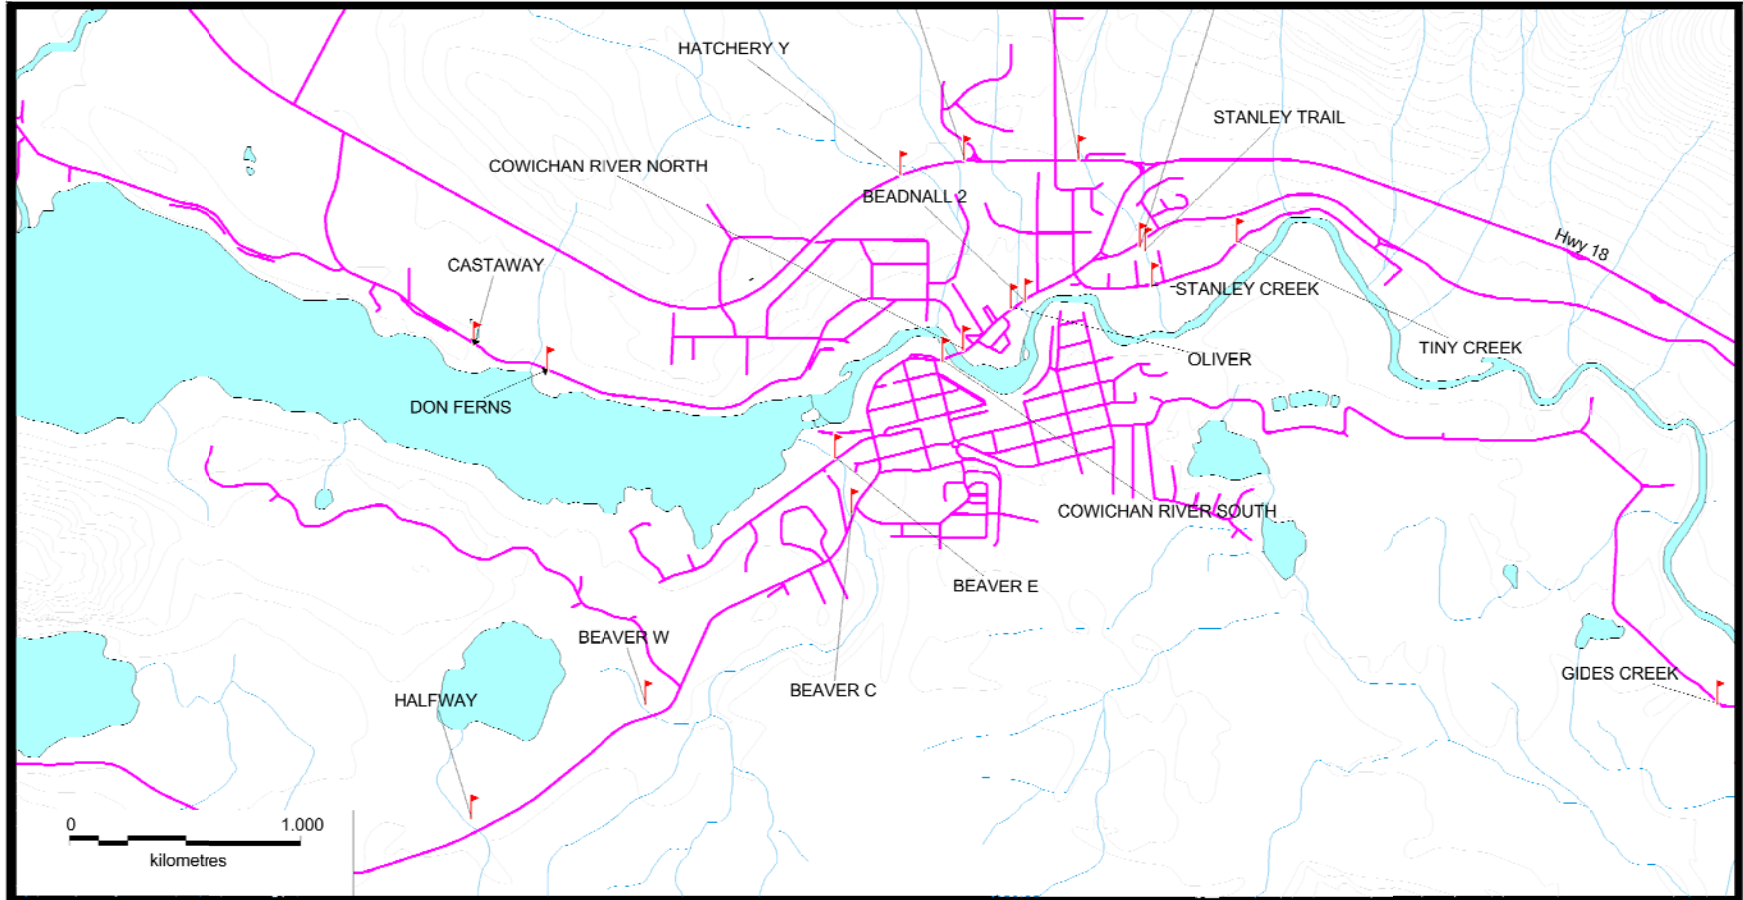 HATCHERY Y
STANLEY TRAIL
COWICHAN RIVER NORTH
BEADNALL 2
Hwy 18
CASTAWAY
STANLEY CREEK
TINY CREEK
OLIVER
DON FERNS
COWICHAN RIVER SOUTH
BEAVER E
BEAVER W
GIDES CREEK
BEAVER C
HALFWAY
0 1.000
kilometres